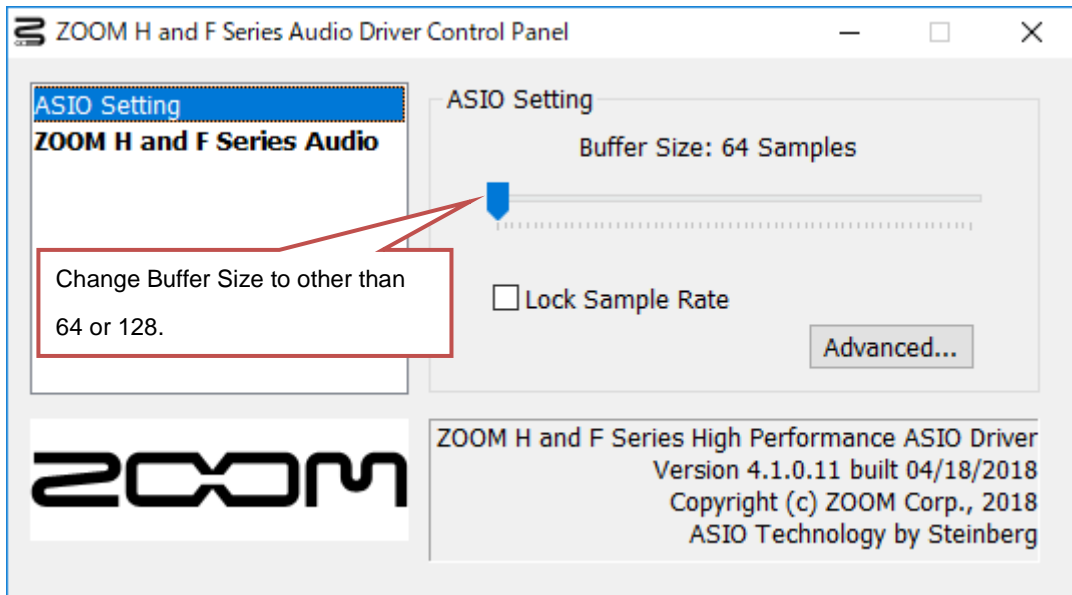 ZOOM H and F Series Audio Driver Control Panel
ASIO Setting
ZOOM H and F Series Audio
ASIO Setting
Buffer Size: 64 Samples
Change Buffer Size to other than
64 or 128.
Lock Sample Rate
Advanced...
ZOOM
ZOOM H and F Series High Performance ASIO Driver
Version 4.1.0.11 built 04/18/2018
Copyright (c) ZOOM Corp., 2018
ASIO Technology by Steinberg